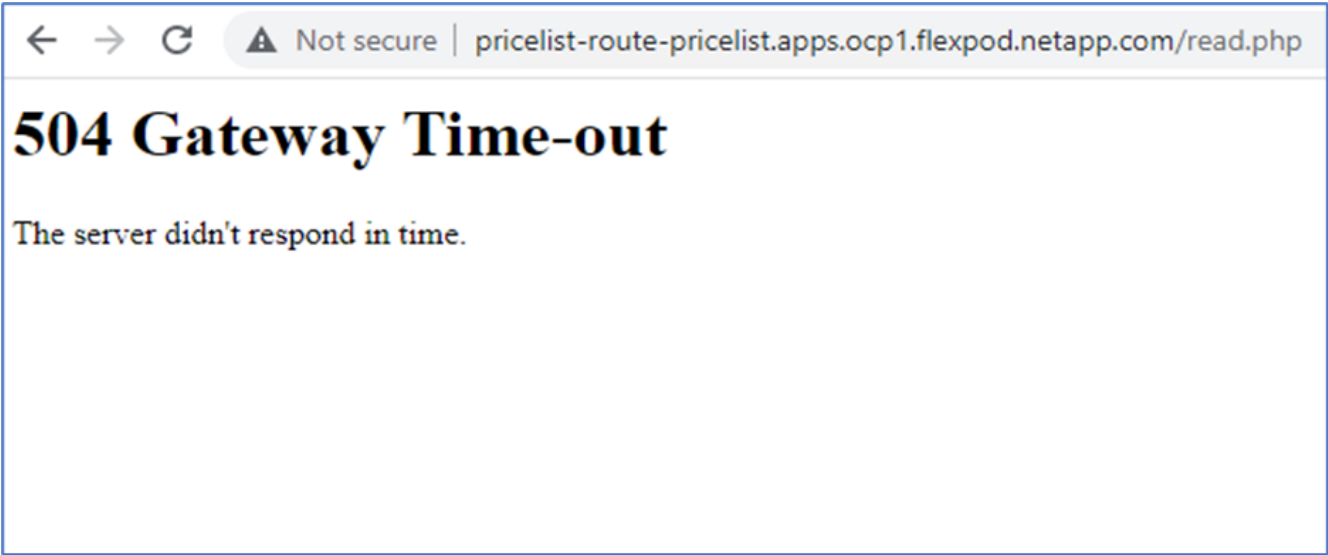 Not secure | pricelist-route-pricelist.apps.ocp1.flexpod.netapp.com/read.php
504 Gateway Time-out
The server didn't respond in time.